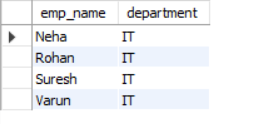 emp_name department
Neha IT
Rohan IT
Suresh IT
Varun IT